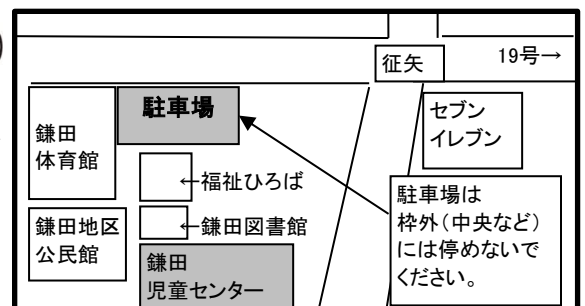 征矢
19号→
駐車場
セブン
イレブン
鎌田
体育館
←福祉ひろば
駐車場は
枠外(中央など)
には停めないで
ください。
鎌田地区
公民館
←鎌田図書館
鎌田
児童センター